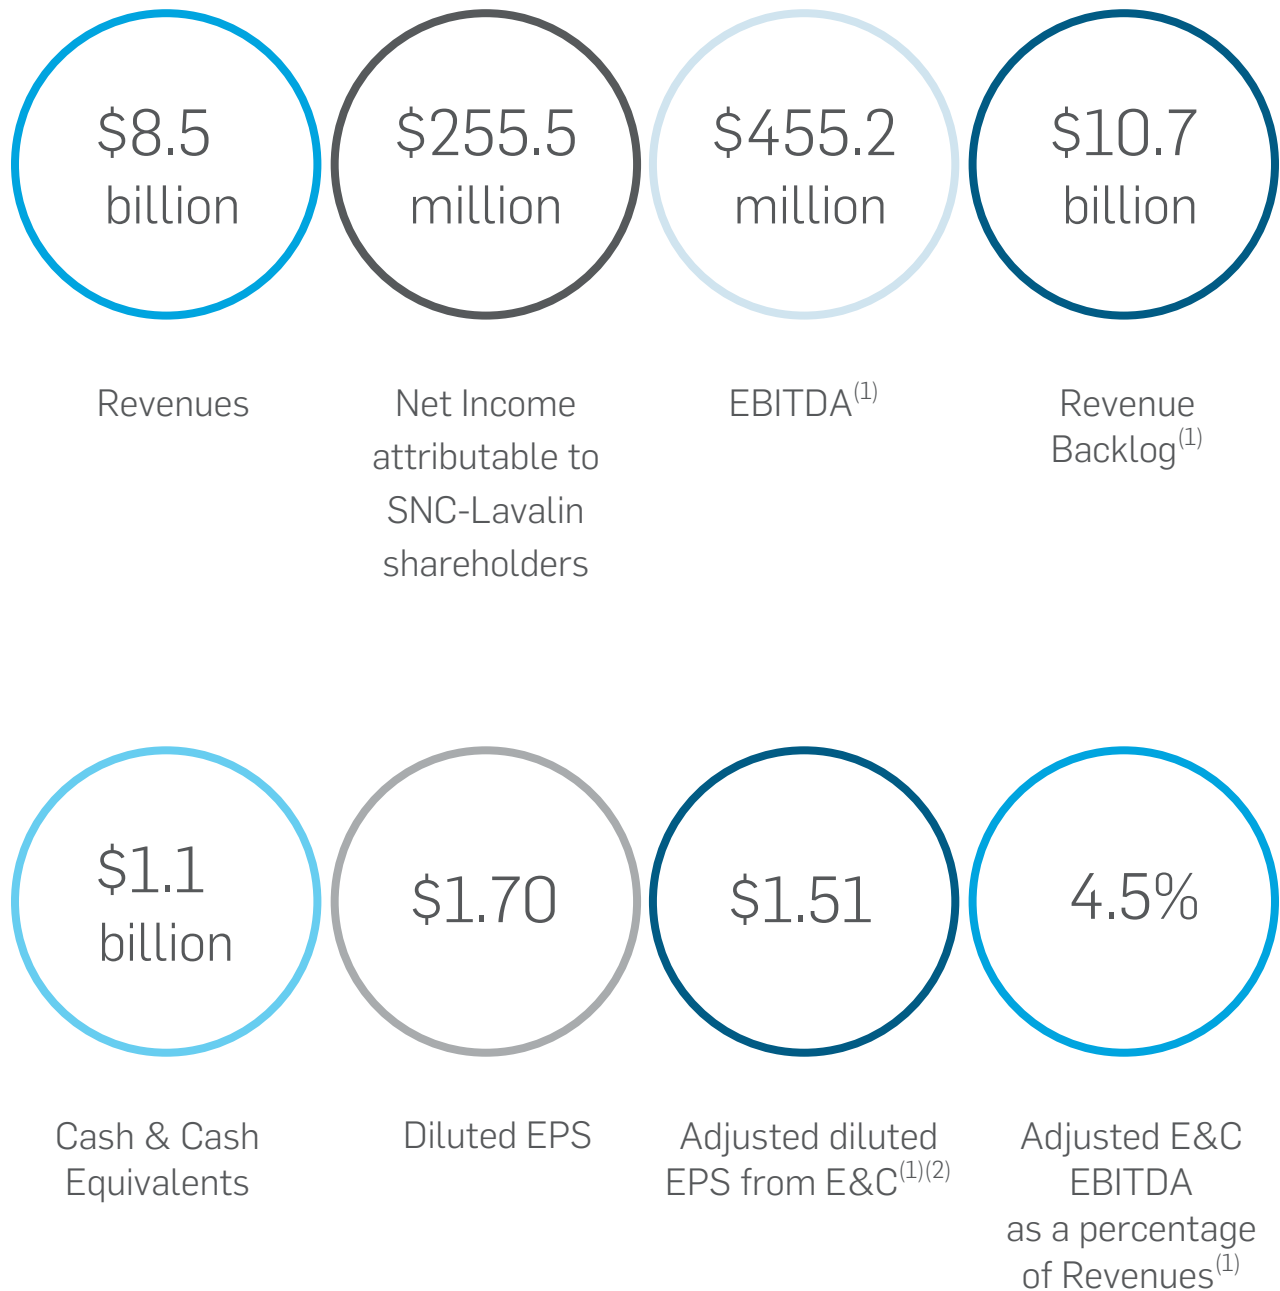 $8.5
billion
$255.5
million
$455.2
million
$10.7
billion
Revenues
Net Income
attributable to
SNC-Lavalin
shareholders
EBITDA(1)
Revenue
Backlog(1)
$1.1
billion
$1.70
$1.51
4.5%
Cash & Cash
Equivalents
Diluted EPS
Adjusted diluted
EPS from E&C(1)(2)
Adjusted E&C
EBITDA
as a percentage
of Revenues(1)